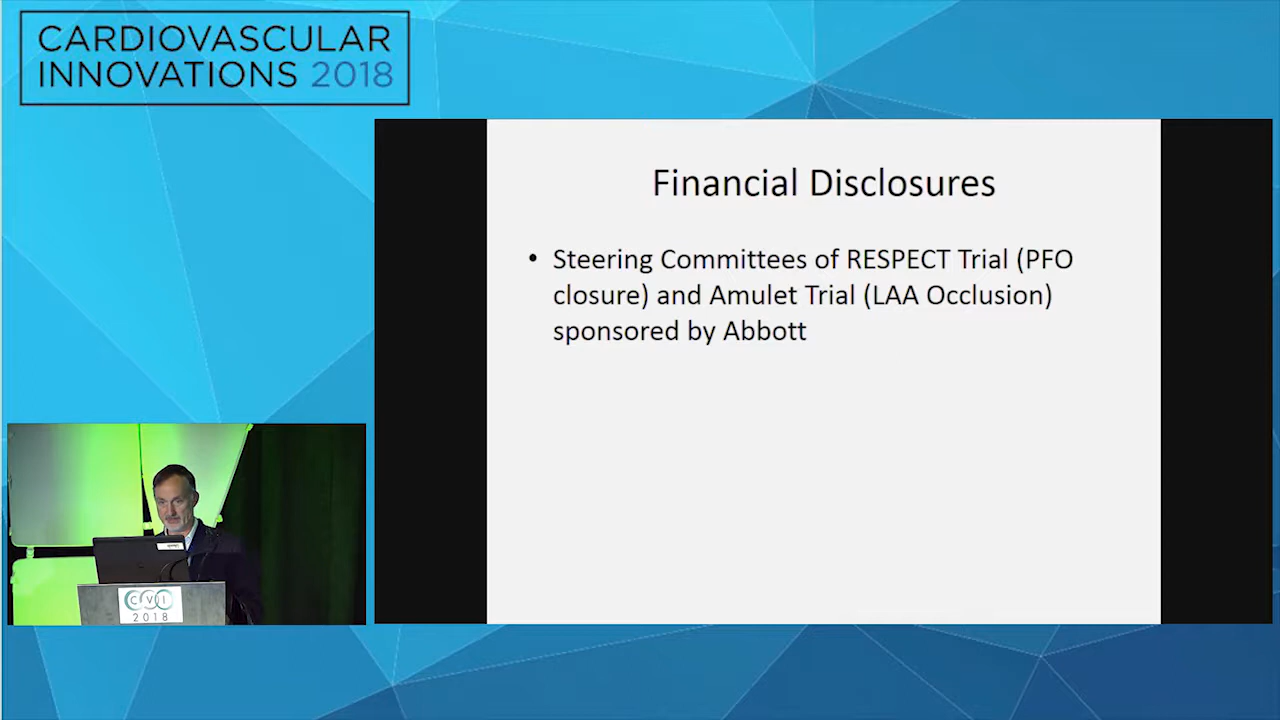 CARDIOVASCULAR
INNOVATIONS 2018
Financial Disclosures
• Steering Committees of RESPECT Trial (PFO
closure) and Amulet Trial (LAA Occlusion)
sponsored by Abbott
CVI
2018